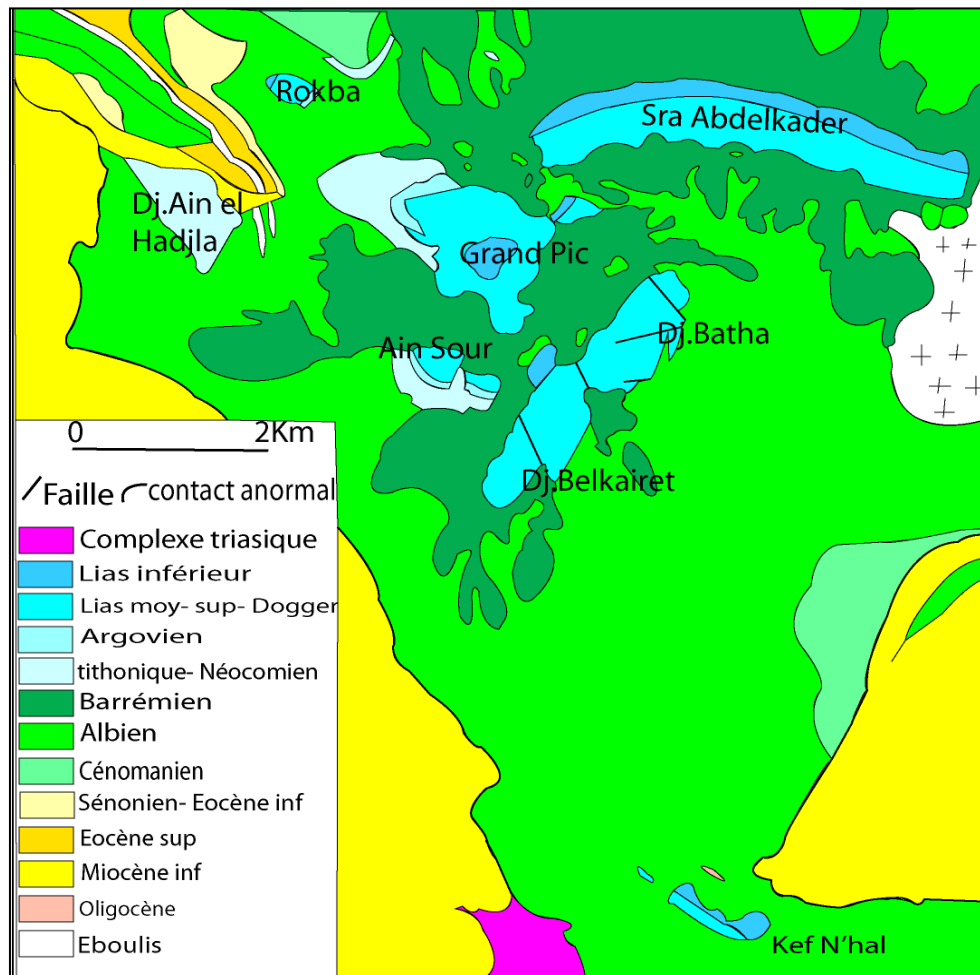 Rokba
Sra Abdelkader
Dj.Ain el
Hadjla
Grand Pic
Ain Sour
Dj.Batha
Dj.Belkairet
0 2Km
Faille contact anormal
Complexe triasique
Lias inférieur
Lias moy- sup- Dogger
Argovien
tithonique- Néocomien
Barrémien
Albien
Cénomanien
Sénonien- Eocène inf
Eocène sup
Miocène inf
Oligocène
Eboulis
Kef N'hal